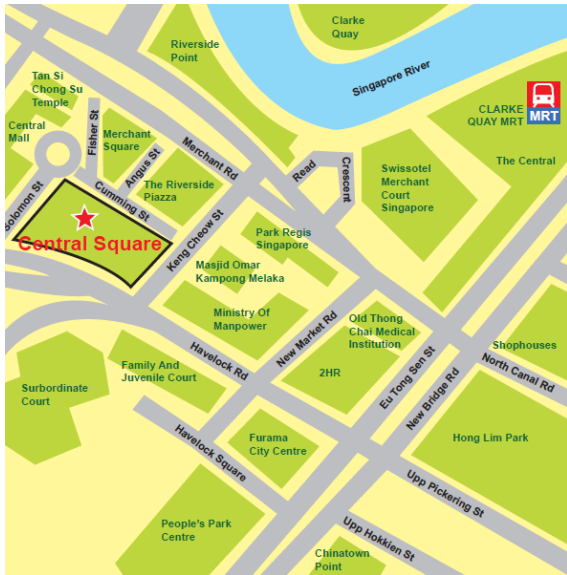 Clarke
Quay
Riverside
Point
Singapore River
Tan Si
Chong Su
Temple
CLARKE
QUAY MRT
MRT
Central
Mall
Fisher St
Merchant
Square
Angus St
Merchant Rd
The Central
Read
Crescent
Swissotel
Merchant
Court
Singapore
Solomon St
Cumming St
The Riverside
Piazza
Central Square
Keng Cheow St
Park Regis
Singapore
Masjid Omar
Kampong Melaka
Ministry Of
Manpower
New Market Rd
Old Thong
Chai Medical
Institution
Eu Tong Sen St
New Bridge Rd
Shophouses
North Canal Rd
Havelock Rd
Family And
Juvenile Court
2HR
Surbordinate
Court
Havelock Square
Furama
City Centre
Hong Lim Park
Upp Pickering St
People's Park
Centre
Upp Hokkien St
Chinatown
Point